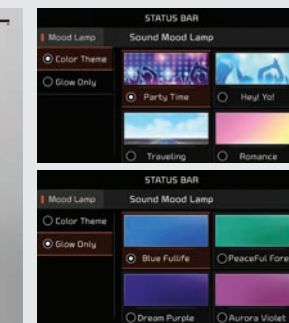 STATUS BAR
Mood Lamp Sound Mood Lamp
Color Theme
Glow Only
Party Time Hey! Yo!
Traveling Romance
STATUS BAR
Mood Lamp Sound Mood Lamp
Color Theme
Glow Only
Blue Fullife Peaceful Fore
Dream Purple Aurora Violet